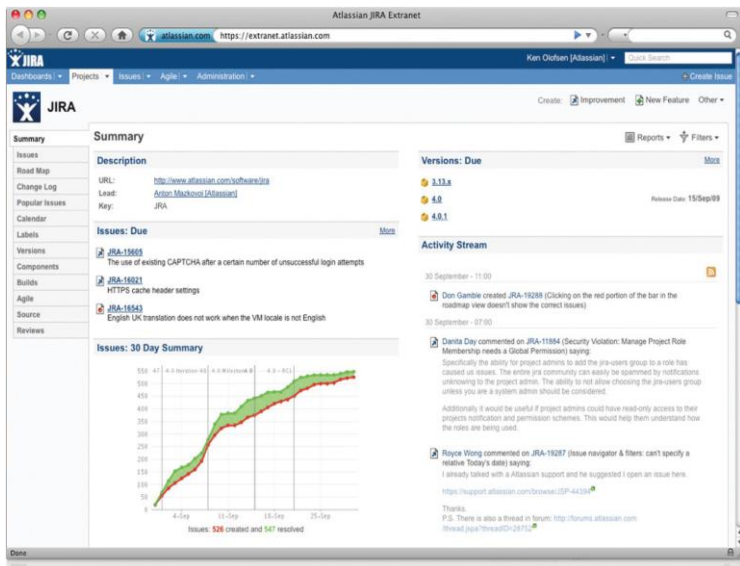 Atlassian JIRA Extranet
atlassian.com https://extranet.atlassian.com
JIRA
Ken Olofsen [Atlassian]
Quick Search
Dashboards Projects Issues Agile Administration
+ Create Issue
JIRA
Create: Improvement New Feature Other
Summary
Issues
Road Map
Change Log
Popular Issues
Calendar
Labels
Versions
Components
Builds
Agile
Source
Reviews
Summary
Reports Filters
Description
URL: http://www.atlassian.com/software/jira
Lead: Anton Mazkovoi [Atlassian]
Key: JRA
Issues: Due
More
JRA-15605
The use of existing CAPTCHA after a certain number of unsuccessful login attempts
JRA-16021
HTTPS cache header settings
JRA-16543
English UK translation does not work when the VM locale is not English
Issues: 30 Day Summary
550
500
450
400
350
300
250
200
150
100
50
0
4-Sep 11-Sep 18-Sep 25-Sep
Issues: 526 created and 547 resolved
Versions: Due
More
3.13.x
4.0
Release Date: 15/Sep/09
4.0.1
Activity Stream
30 September - 11:00
Don Gamble created JRA-19288 (Clicking on the red portion of the bar in the
roadmap view doesn't show the correct issues)
30 September - 07:00
Danita Day commented on JRA-11884 (Security Violation: Manage Project Role
Membership needs a Global Permission) saying:
Specifically the ability for project admins to add the jira-users group to a role has
caused us issues. The entire jira community can easily be spammed by notifications
unknowing to the project admin. The ability to not allow choosing the jira-users group
unless you are a system admin should be considered.
Additionally it would be useful if project admins could have read-only access to their
projects notification and permission schemes. This would help them understand how
the roles are being used.
Royce Wong commented on JRA-19287 (Issue navigator & filters: can't specify a
relative Today's date) saying:
I already talked with a Atlassian support and he suggested I open an issue here.
https://support.atlassian.com/browse/JSP-44394
Thanks.
P.S. There is also a thread in forum: http://forums.atlassian.com
/thread.jspa?threadID=28752
Done